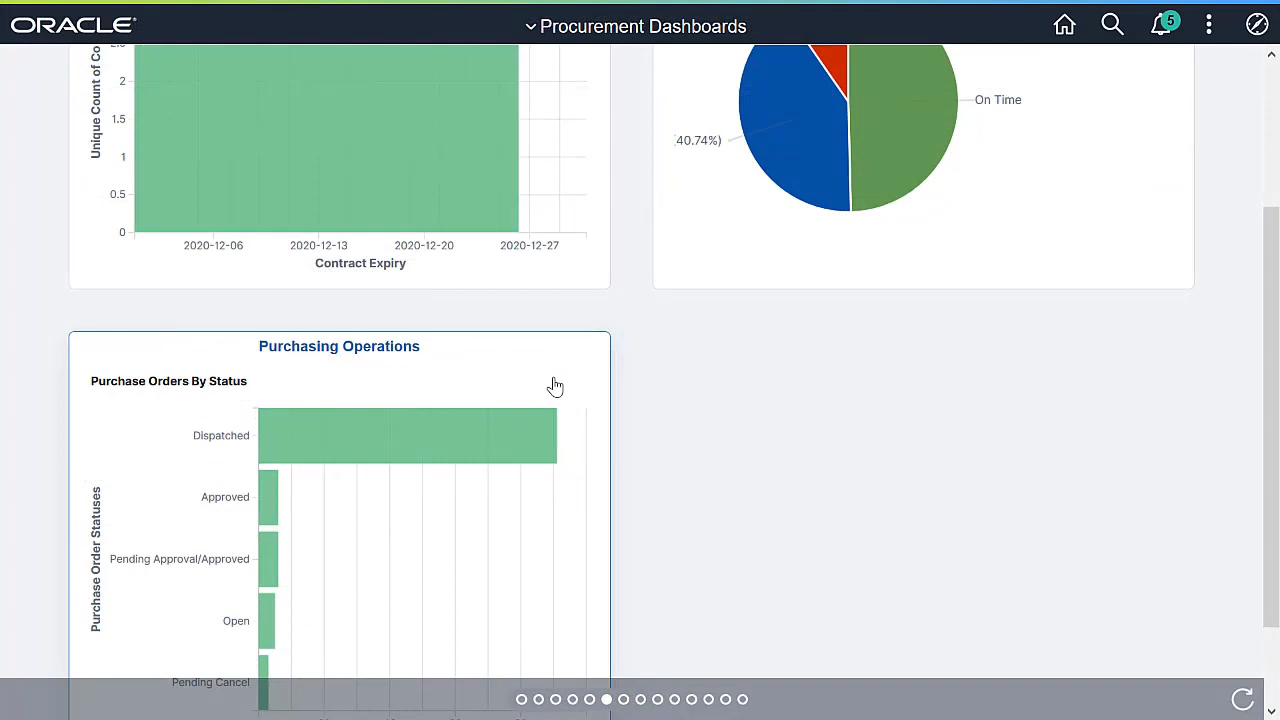 ORACLE
Procurement Dashboards
5
Unique Count of Co
2
1.5
1
0.5
0
2020-12-06
2020-12-13
2020-12-20
2020-12-27
Contract Expiry
On Time
40.74%)
Purchasing Operations
Purchase Orders By Status
Purchase Order Statuses
Dispatched
Approved
Pending Approval/Approved
Open
Pending Cancel